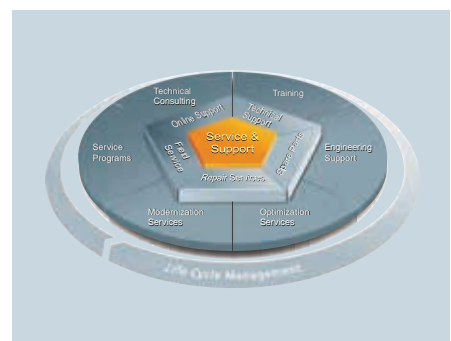 Technical
Consulting
Training
Online Support
Technical
Support
Service &
Support
Service
Programs
Field
Service
Spare Parts
Engineering
Support
Repair Services
Modernization
Services
Optimization
Services
Life Cycle Management